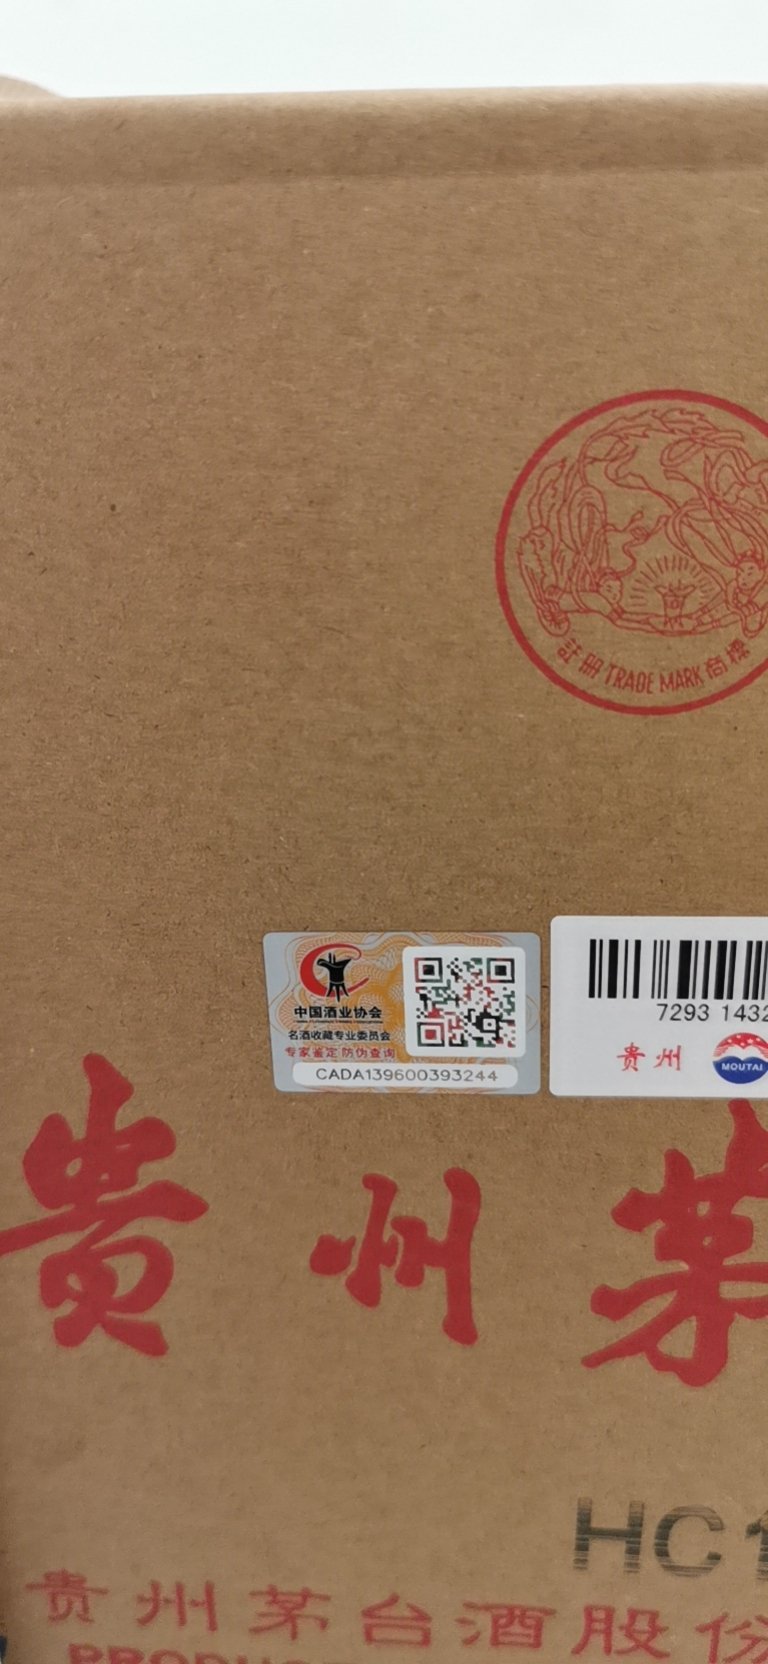 註册 TRADE MARK 商標
中国酒业协会
名酒收藏专业委员会
专家鉴定 防伪查询
CADA139600393244
7293 1432
贵州
MOUTAI
贵州茅
HC1
贵州茅台酒股份